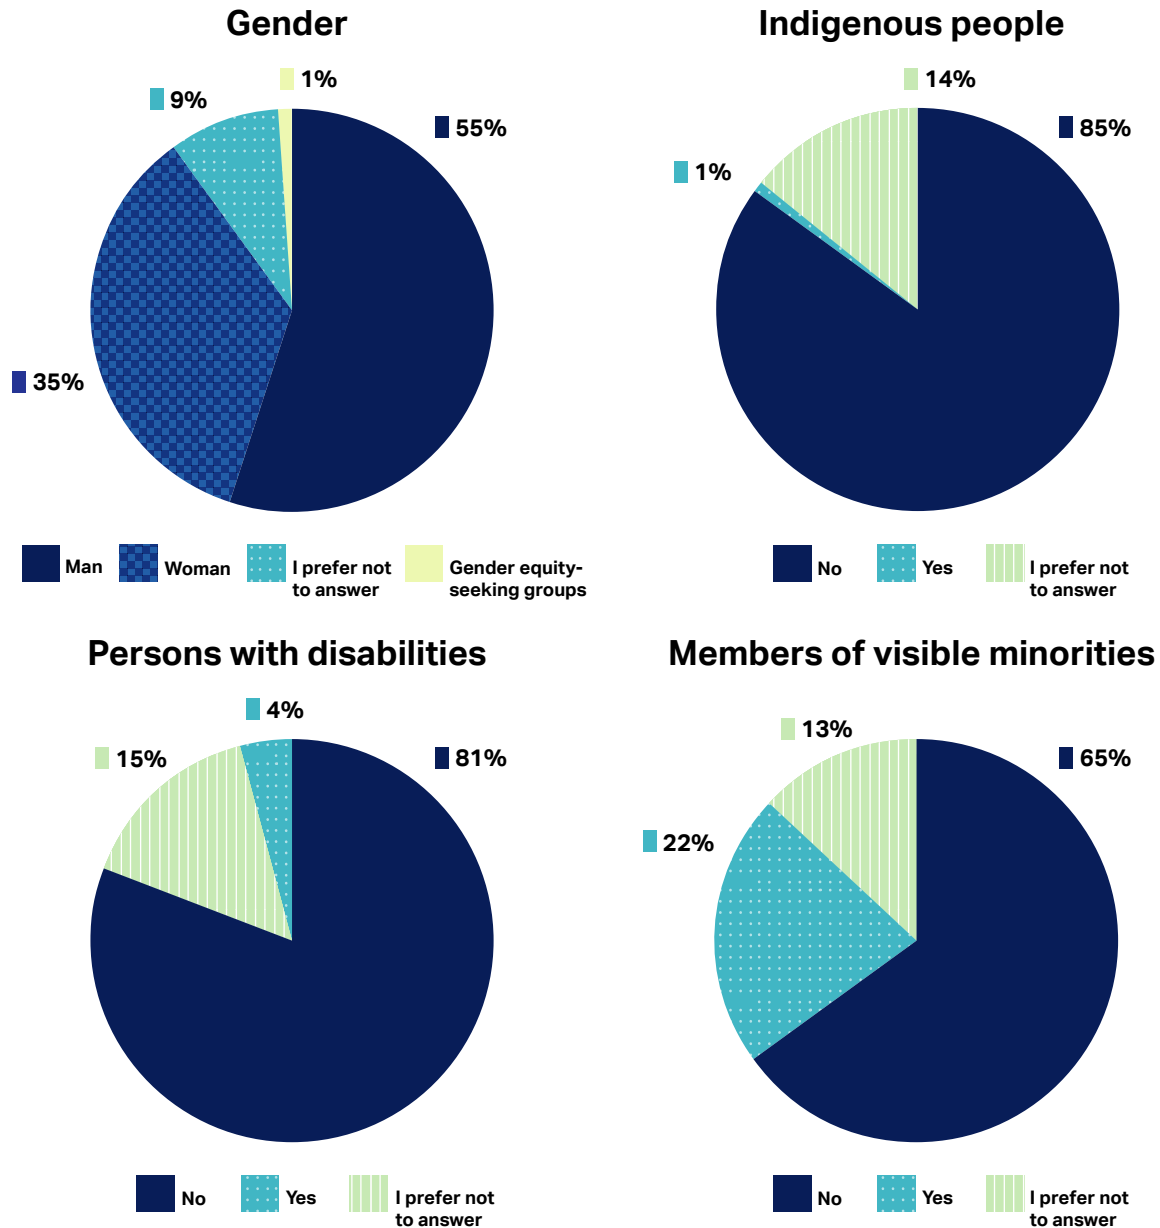 Gender
1%
9%
55%
35%
Man
Woman
I prefer not
to answer
Gender equity-
seeking groups
Indigenous people
14%
85%
1%
No
Yes
I prefer not
to answer
Persons with disabilities
4%
15%
81%
No
Yes
I prefer not
to answer
Members of visible minorities
13%
65%
22%
No
Yes
I prefer not
to answer